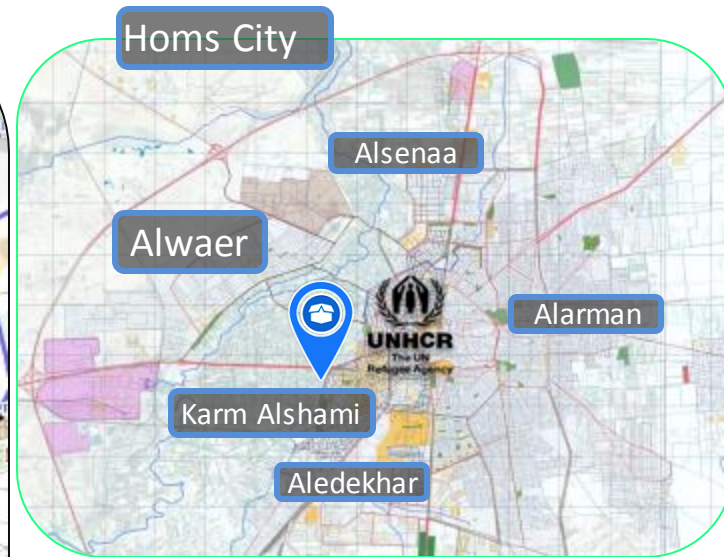 Homs City
Alsenaa
Alwaer
Alarman
UNHCR
The UN
Refugee Agency
Karm Alshami
Aledekhar